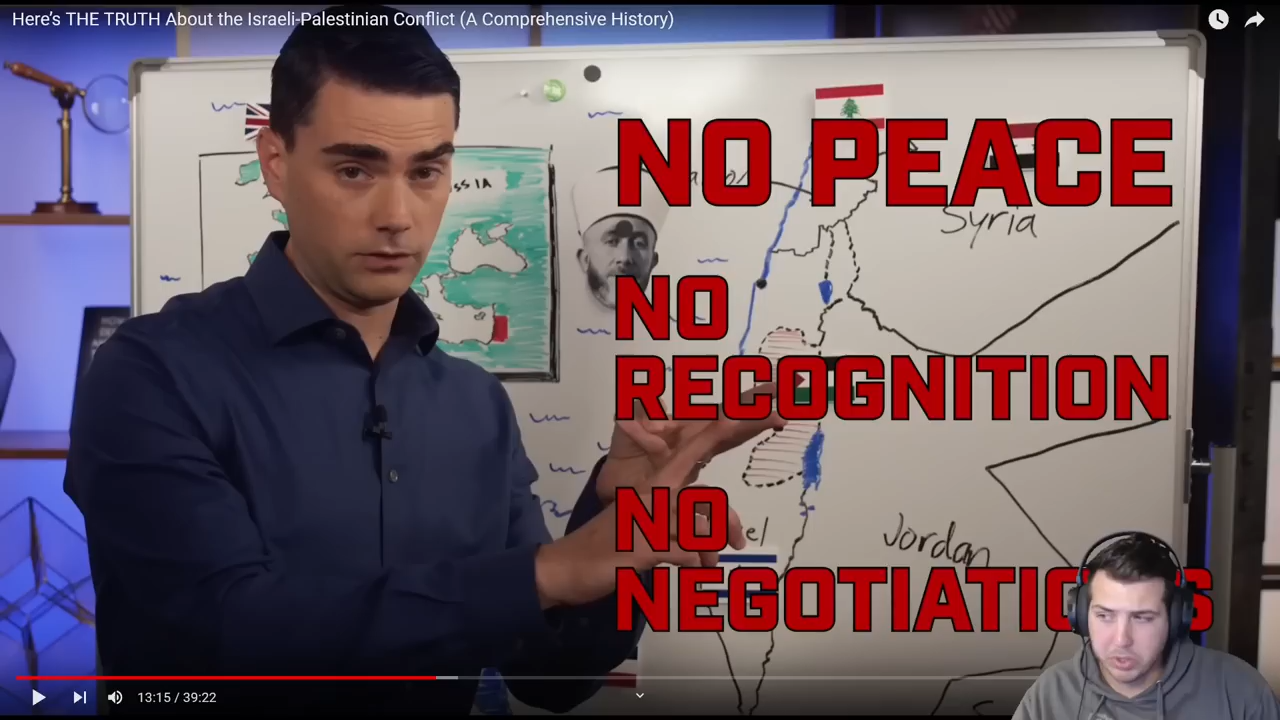 Here’s THE TRUTH About the Israeli-Palestinian Conflict (A Comprehensive History)
NO PEACE
Syria
NO
RECOGNITION
NO
Jordan
13:15 / 39:22